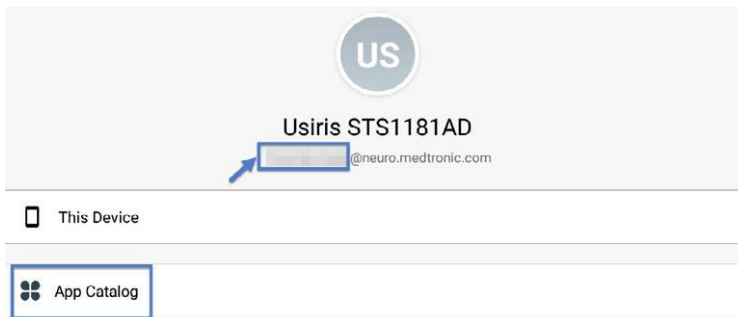 US
Usiris STS1181AD
@neuro.medtronic.com
This Device
App Catalog